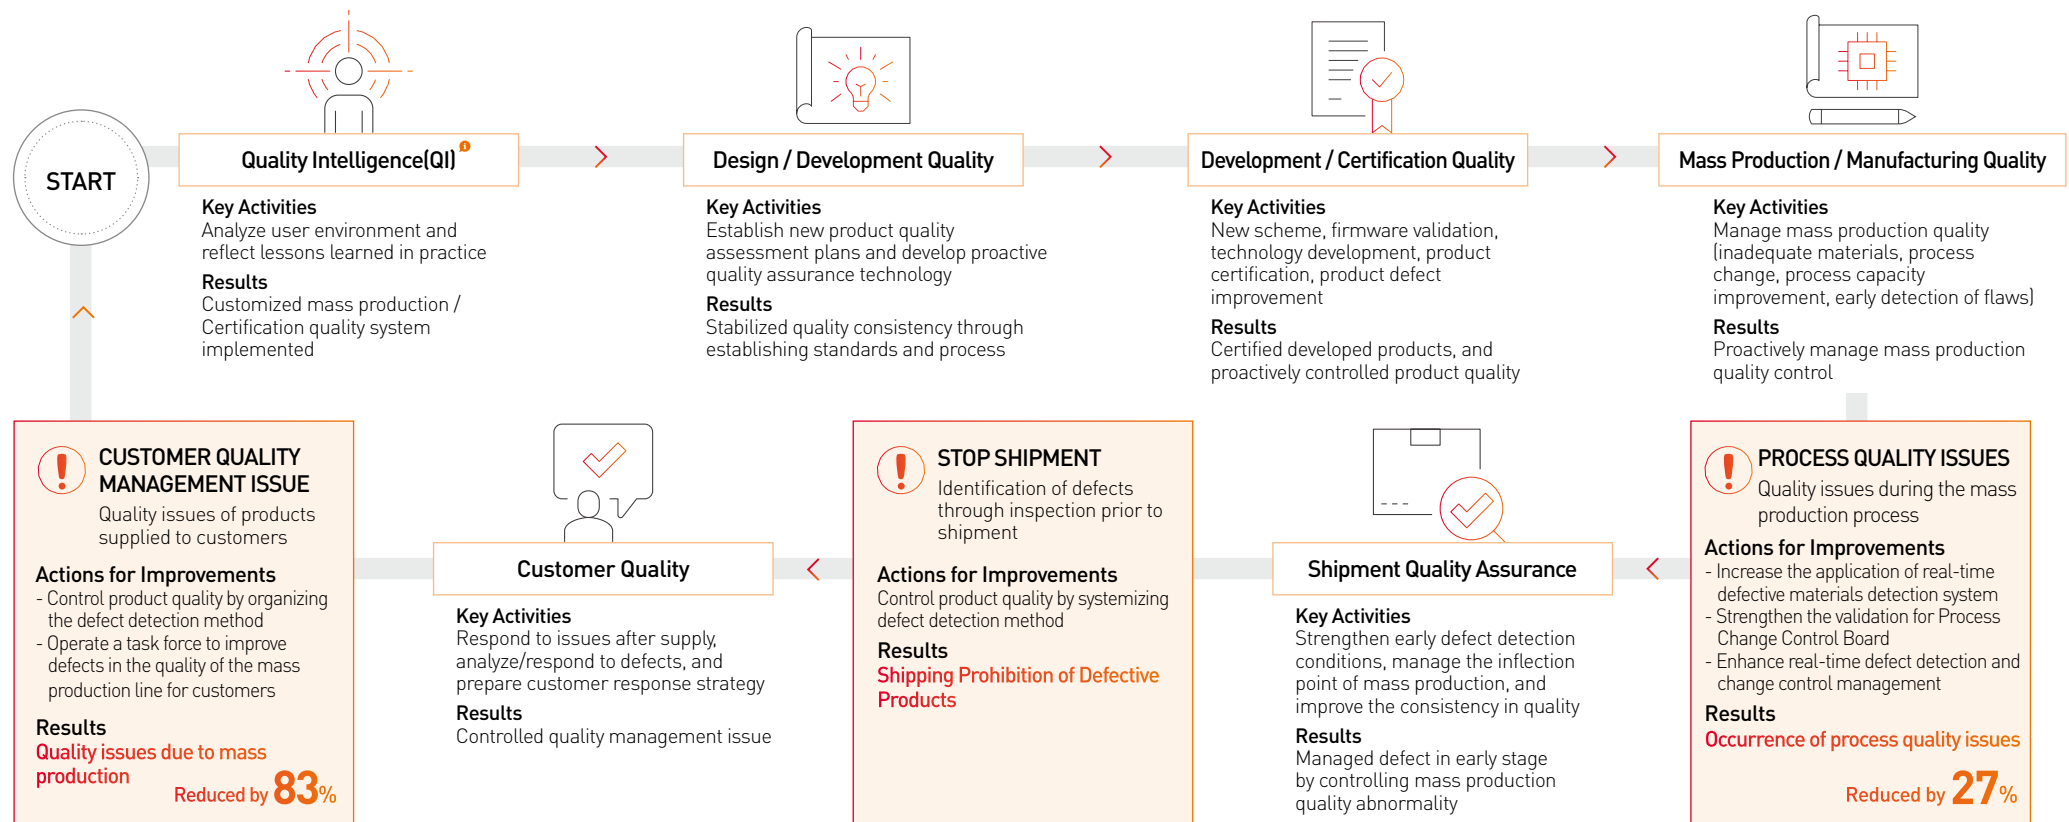 START
Quality Intelligence(QI)
Key Activities
Analyze user environment and
reflect lessons learned in practice
Results
Customized mass production /
Certification quality system
implemented
Design / Development Quality
Key Activities
Establish new product quality
assessment plans and develop proactive
quality assurance technology
Results
Stabilized quality consistency through
establishing standards and process
Development / Certification Quality
Key Activities
New scheme, firmware validation,
technology development, product
certification, product defect
improvement
Results
Certified developed products, and
proactively controlled product quality
Mass Production / Manufacturing Quality
Key Activities
Manage mass production quality
(inadequate materials, process
change, process capacity
improvement, early detection of flaws)
Results
Proactively manage mass production
quality control
PROCESS QUALITY ISSUES
Quality issues during the mass
production process
Actions for Improvements
- Increase the application of real-time
defective materials detection system
- Strengthen the validation for Process
Change Control Board
- Enhance real-time defect detection and
change control management
Results
Occurrence of process quality issues
Reduced by 27%
Shipment Quality Assurance
Key Activities
Strengthen early defect detection
conditions, manage the inflection
point of mass production, and
improve the consistency in quality
Results
Managed defect in early stage
by controlling mass production
quality abnormality
STOP SHIPMENT
Identification of defects
through inspection prior to
shipment
Actions for Improvements
Control product quality by systemizing
defect detection method
Results
Shipping Prohibition of Defective
Products
Customer Quality
Key Activities
Respond to issues after supply,
analyze/respond to defects, and
prepare customer response strategy
Results
Controlled quality management issue
CUSTOMER QUALITY
MANAGEMENT ISSUE
Quality issues of products
supplied to customers
Actions for Improvements
- Control product quality by organizing
the defect detection method
- Operate a task force to improve
defects in the quality of the mass
production line for customers
Results
Quality issues due to mass
production
Reduced by 83%